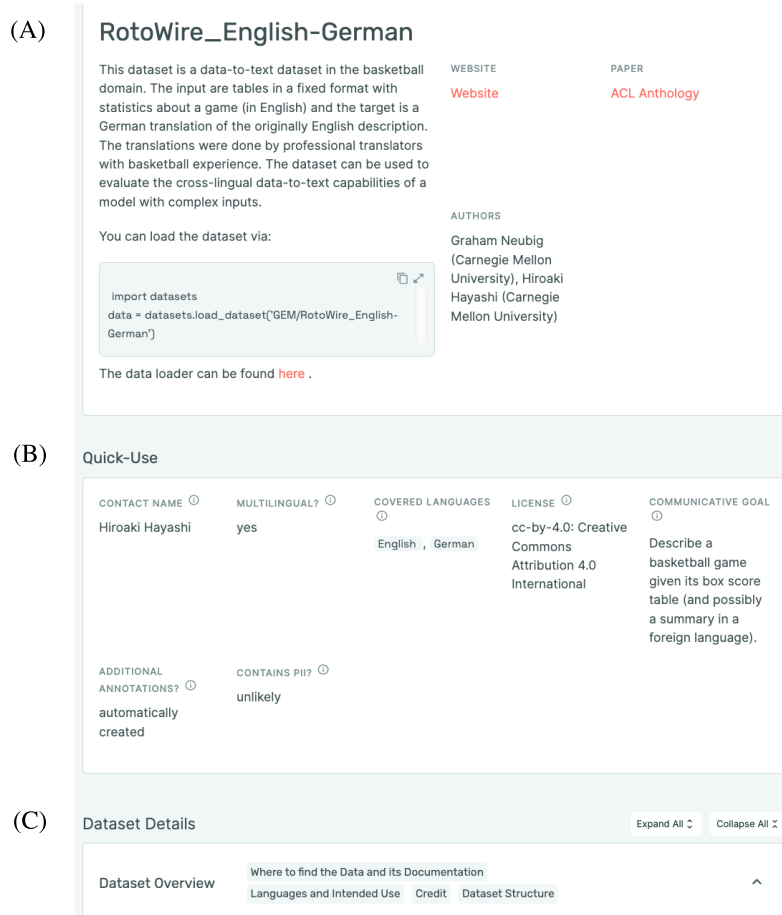 (A)
RotoWire_English-German
This dataset is a data-to-text dataset in the basketball
domain. The input are tables in a fixed format with
statistics about a game (in English) and the target is a
German translation of the originally English description.
The translations were done by professional translators
with basketball experience. The dataset can be used to
evaluate the cross-lingual data-to-text capabilities of a
model with complex inputs.
You can load the dataset via:
import datasets
data = datasets.load_dataset('GEM/RotoWire_English-
German')
The data loader can be found here .
WEBSITE
Website
PAPER
ACL Anthology
AUTHORS
Graham Neubig
(Carnegie Mellon
University), Hiroaki
Hayashi (Carnegie
Mellon University)
(B)
Quick-Use
CONTACT NAME
Hiroaki Hayashi
MULTILINGUAL?
yes
COVERED LANGUAGES
English , German
LICENSE
cc-by-4.0: Creative
Commons
Attribution 4.0
International
COMMUNICATIVE GOAL
Describe a
basketball game
given its box score
table (and possibly
a summary in a
foreign language).
ADDITIONAL
ANNOTATIONS?
automatically
created
CONTAINS PII?
unlikely
(C)
Dataset Details
Expand All
Collapse All
Dataset Overview
Where to find the Data and its Documentation
Languages and Intended Use Credit Dataset Structure